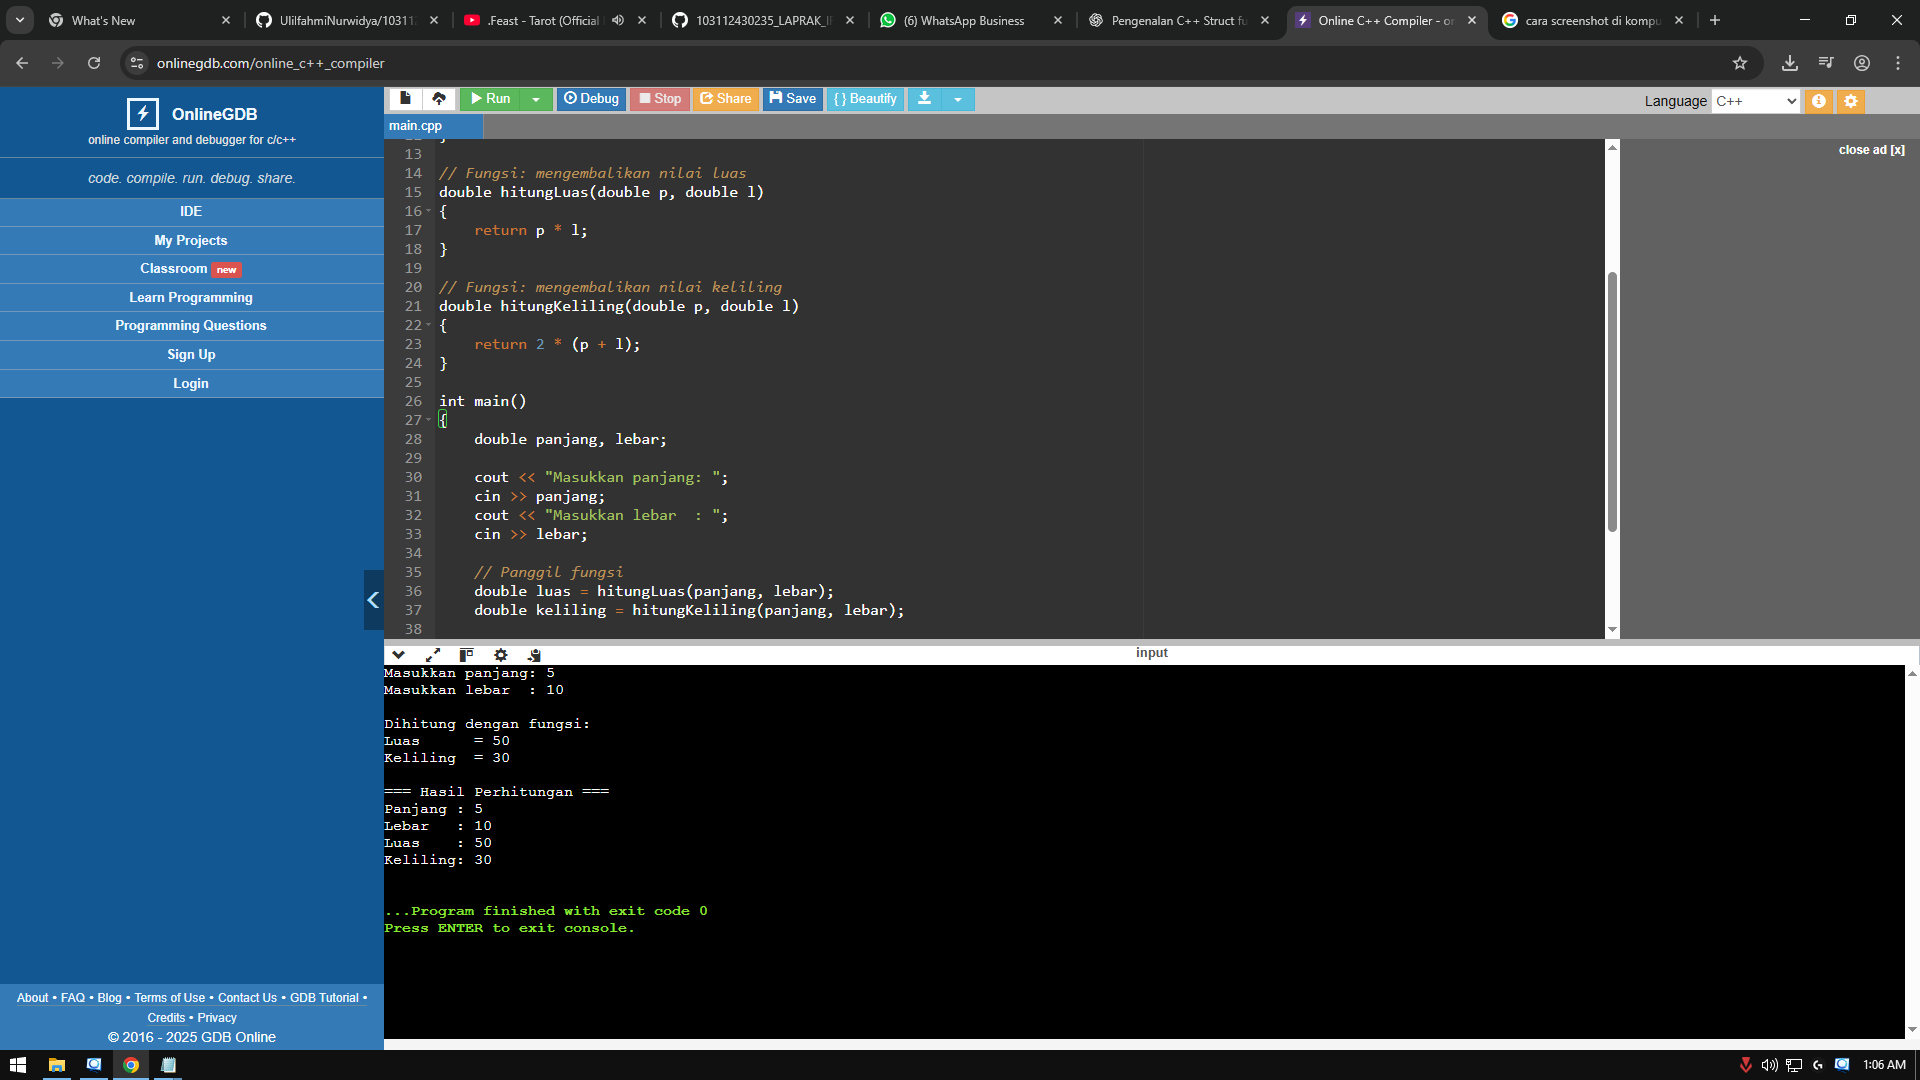 What's New
UlilfahmiNurwidya/10311
.Feast - Tarot (Official
103112430235_LAPRAK_I
(6) WhatsApp Business
Pengenalan C++ Struct fu
Online C++ Compiler - o
cara screenshot di kompu
onlinegdb.com/online_c++_compiler
OnlineGDB
online compiler and debugger for c/c++
code. compile. run. debug. share.
IDE
My Projects
Classroom new
Learn Programming
Programming Questions
Sign Up
Login
About • FAQ • Blog • Terms of Use • Contact Us • GDB Tutorial •
Credits • Privacy
© 2016 - 2025 GDB Online
Run Debug Stop Share Save { } Beautify
Language C++
main.cpp
close ad [x]
13
14 // Fungsi: mengembalikan nilai luas
15 double hitungLuas(double p, double l)
16 {
17 return p * l;
18 }
19
20 // Fungsi: mengembalikan nilai keliling
21 double hitungKeliling(double p, double l)
22 {
23 return 2 * (p + l);
24 }
25
26 int main()
27 {
28 double panjang, lebar;
29
30 cout << "Masukkan panjang: ";
31 cin >> panjang;
32 cout << "Masukkan lebar  : ";
33 cin >> lebar;
34
35 // Panggil fungsi
36 double luas = hitungLuas(panjang, lebar);
37 double keliling = hitungKeliling(panjang, lebar);
38
input
Masukkan panjang: 5
Masukkan lebar  : 10
Dihitung dengan fungsi:
Luas      = 50
Keliling  = 30
=== Hasil Perhitungan ===
Panjang : 5
Lebar   : 10
Luas    : 50
Keliling: 30
...Program finished with exit code 0
Press ENTER to exit console.
1:06 AM